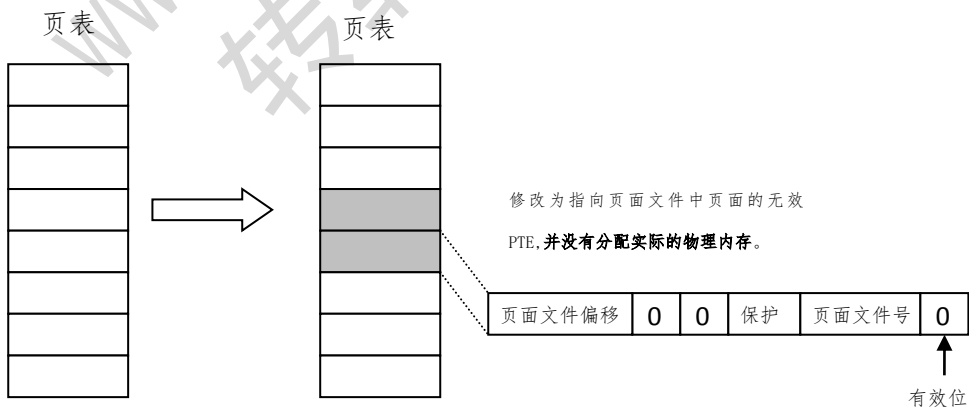 页表
页表
修改为指向页面文件中页面的无效
PTE,并没有分配实际的物理内存。
页面文件偏移 0 0 保护 页面文件号 0
有效位